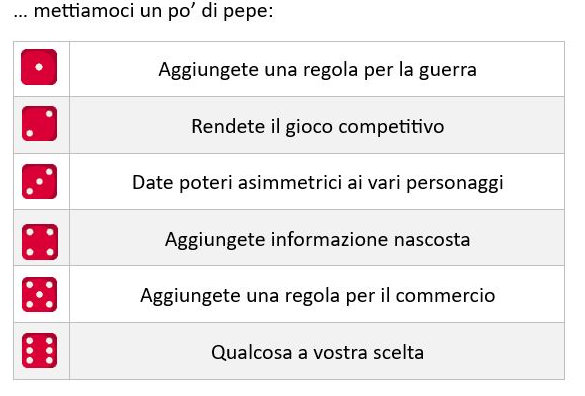 … mettiamoci un po’ di pepe:
Aggiungete una regola per la guerra
Rendete il gioco competitivo
Date poteri asimmetrici ai vari personaggi
Aggiungete informazione nascosta
Aggiungete una regola per il commercio
Qualcosa a vostra scelta